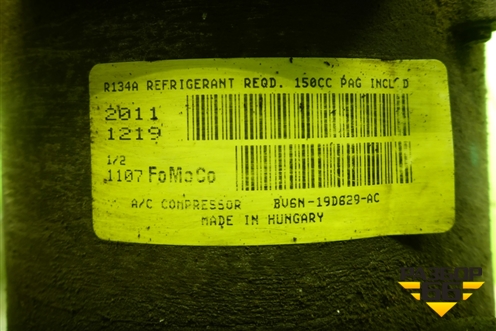 R134A REFRIGERANT REQD. 150CC PAG INCL D
2011
1219
1/2
1107 FoMoCo
A/C COMPRESSOR BV6N-19D629-AC
MADE IN HUNGARY